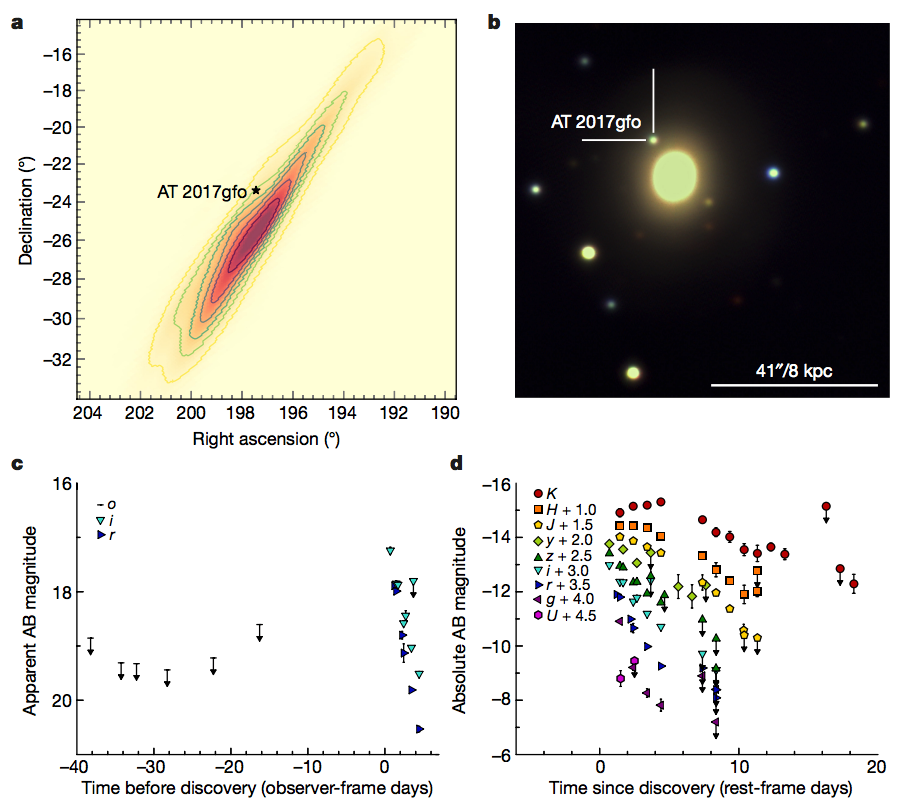 a
−16
−18
−20
−22
−24
−26
−28
−30
−32
Declination (°)
AT 2017gfo
204 202 200 198 196 194 192 190
Right ascension (°)
b
AT 2017gfo
41″/8 kpc
c
16
18
20
Apparent AB magnitude
o
i
r
−40 −30 −20 −10 0
Time before discovery (observer-frame days)
d
−16
−14
−12
−10
−8
−6
Absolute AB magnitude
K
H + 1.0
J + 1.5
y + 2.0
z + 2.5
i + 3.0
r + 3.5
g + 4.0
U + 4.5
0 10 20
Time since discovery (rest-frame days)